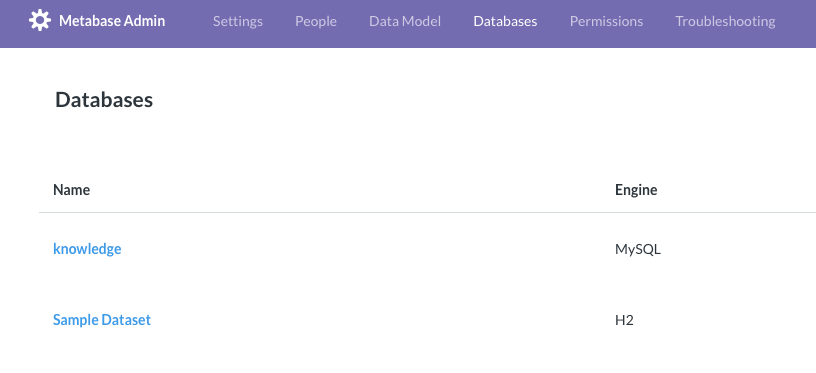 Metabase Admin Settings People Data Model Databases Permissions Troubleshooting
Databases
Name Engine
knowledge MySQL
Sample Dataset H2